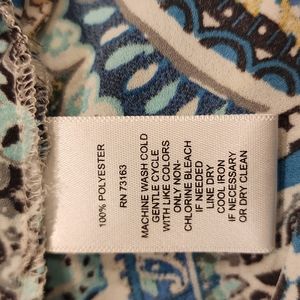 100% POLYESTER
RN 73163
MACHINE WASH COLD
GENTLE CYCLE
WITH LIKE COLORS
ONLY NON-
CHLORINE BLEACH
IF NEEDED
LINE DRY
COOL IRON
IF NECESSARY
OR DRY CLEAN